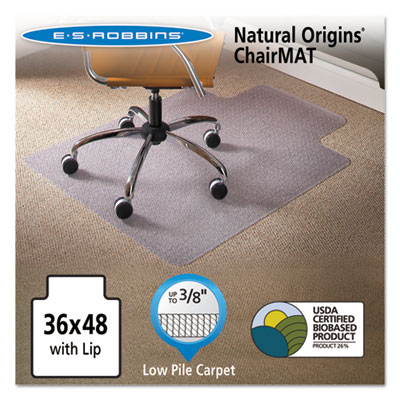 E·S·ROBBINS®
Natural Origins®
ChairMAT
36x48
with Lip
UP TO 3/8"
Low Pile Carpet
USDA
CERTIFIED
BIOBASED
PRODUCT
PRODUCT 26%